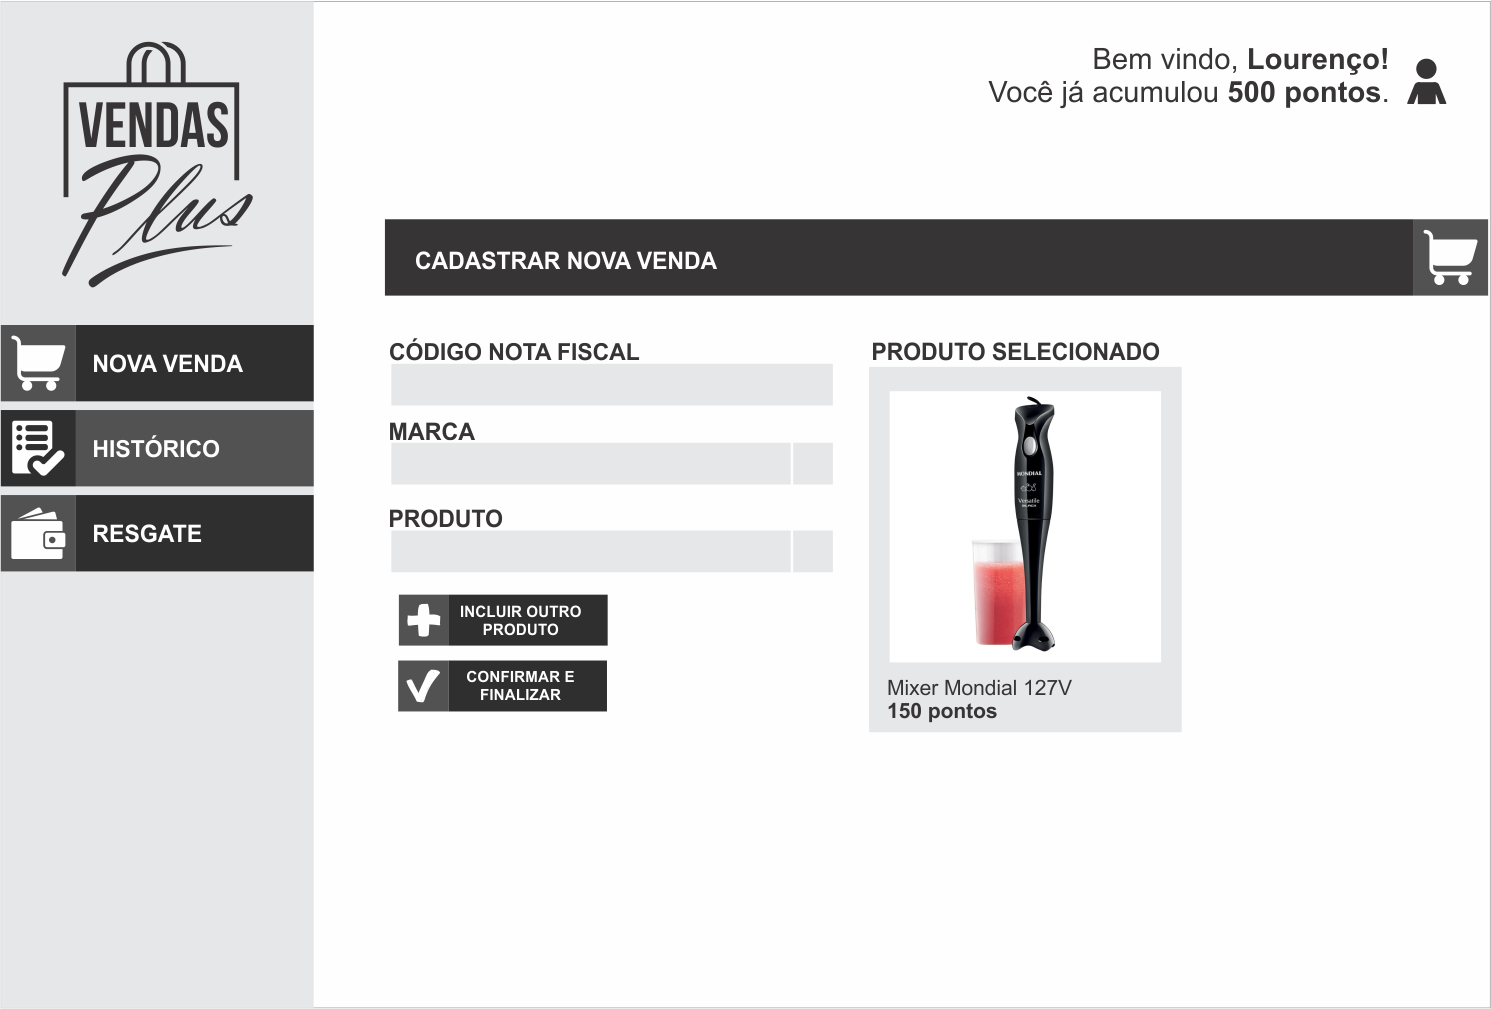 VENDAS
Plus
Bem vindo, Lourenço!
Você já acumulou 500 pontos.
CADASTRAR NOVA VENDA
NOVA VENDA
HISTÓRICO
RESGATE
CÓDIGO NOTA FISCAL
MARCA
PRODUTO
INCLUIR OUTRO
PRODUTO
CONFIRMAR E
FINALIZAR
PRODUTO SELECIONADO
MONDIAL
Versatile
Mixer Mondial 127V
150 pontos